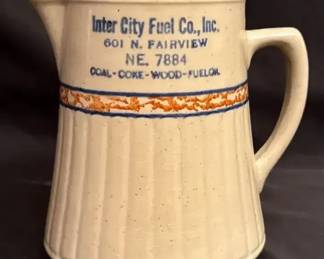 Inter City Fuel Co., Inc.
601 N. FAIRVIEW
NE. 7884
COAL-COKE-WOOD-FUELOIL